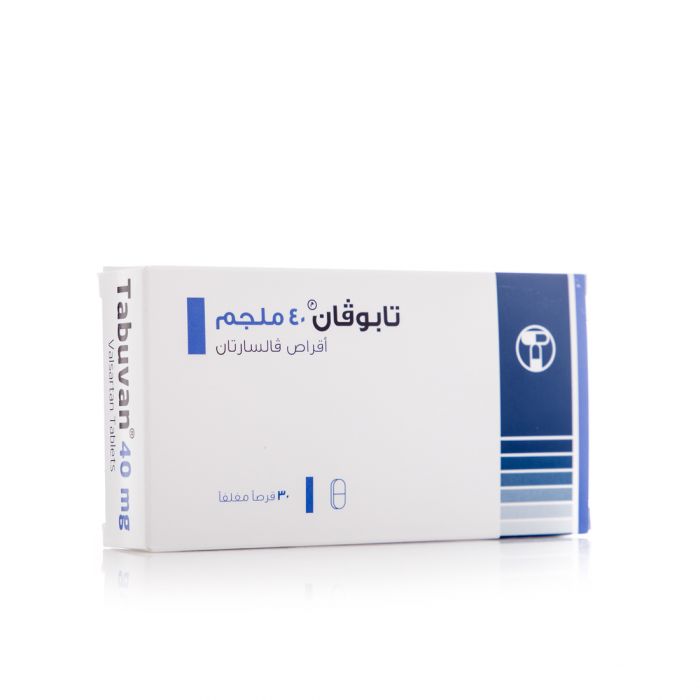 تابوڤان® ٤٠ ملجم
أقراص ڤالسارتان
٣٠ قرصاً مغلفاً
Tabuvan® 40 mg
Valsartan Tablets